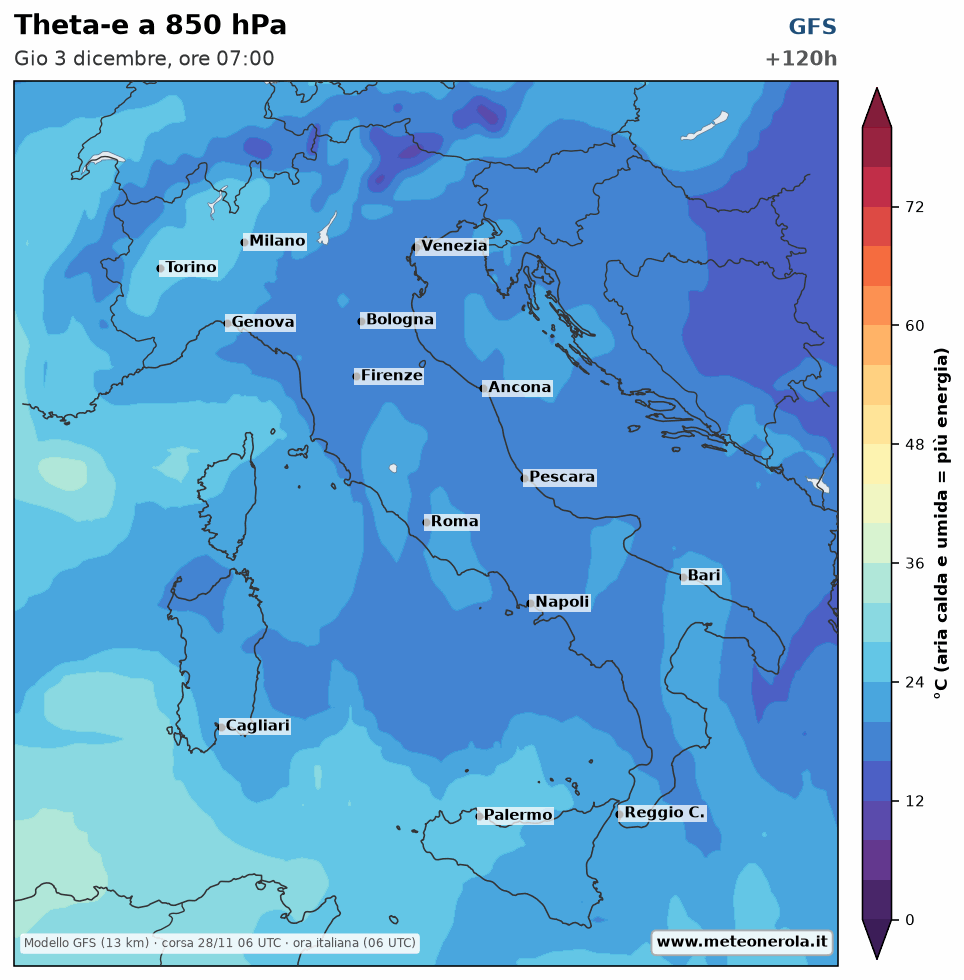 Theta-e a 850 hPa
GFS
Gio 3 dicembre, ore 07:00
+120h
Milano
Venezia
Torino
Genova
Bologna
Firenze
Ancona
Pescara
Roma
Bari
Napoli
Cagliari
Palermo
Reggio C.
72
60
48
36
24
12
0
°C (aria calda e umida = più energia)
Modello GFS (13 km) · corsa 28/11 06 UTC · ora italiana (06 UTC)
www.meteonerola.it